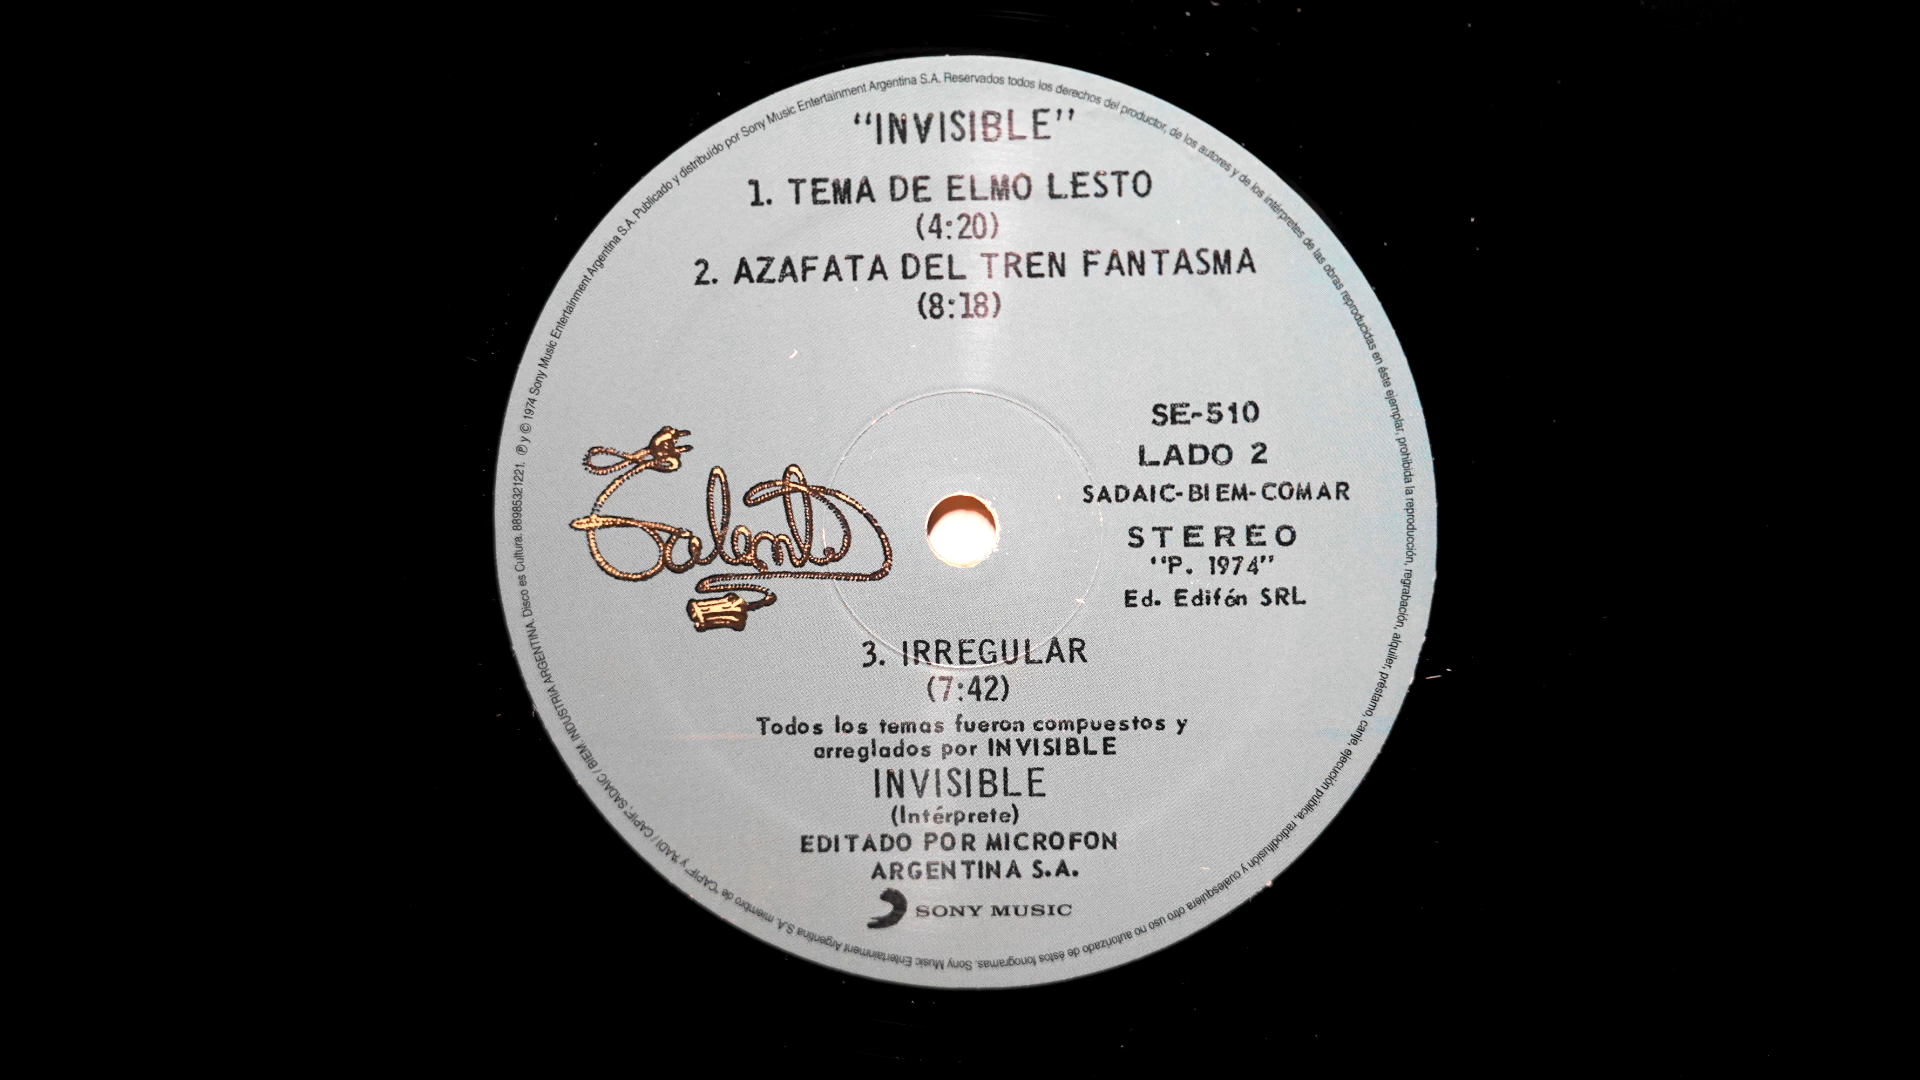 “INVISIBLE”
1. TEMA DE ELMO LESTO
(4:20)
2. AZAFATA DEL TREN FANTASMA
(8:18)
Talent
SE-510
LADO 2
SADAIC-BIEM-COMAR
STEREO
“P. 1974”
Ed. Edifón SRL
3. IRREGULAR
(7:42)
Todos los temas fueron compuestos y
arreglados por INVISIBLE
INVISIBLE
(Intérprete)
EDITADO POR MICROFON
ARGENTINA S.A.
SONY MUSIC
88985321221. ℗ y © 1974 Sony Music Entertainment Argentina S.A. Publicado y distribuído por Sony Music Entertainment Argentina S.A. Reservados todos los derechos del productor, de los autores y de los intérpretes de las obras reproducidas en éste ejemplar, prohibida la reproducción, regrabación, alquiler, préstamo, canje, ejecución pública, radiodifusión y cualesquiera otro uso no autorizado de éstos fonogramas. Sony Music Entertainment Argentina S.A. miembro de "CAPIF" y AADI / CAPIF, SADAIC / BIEM. INDUSTRIA ARGENTINA. Disco es Cultura.